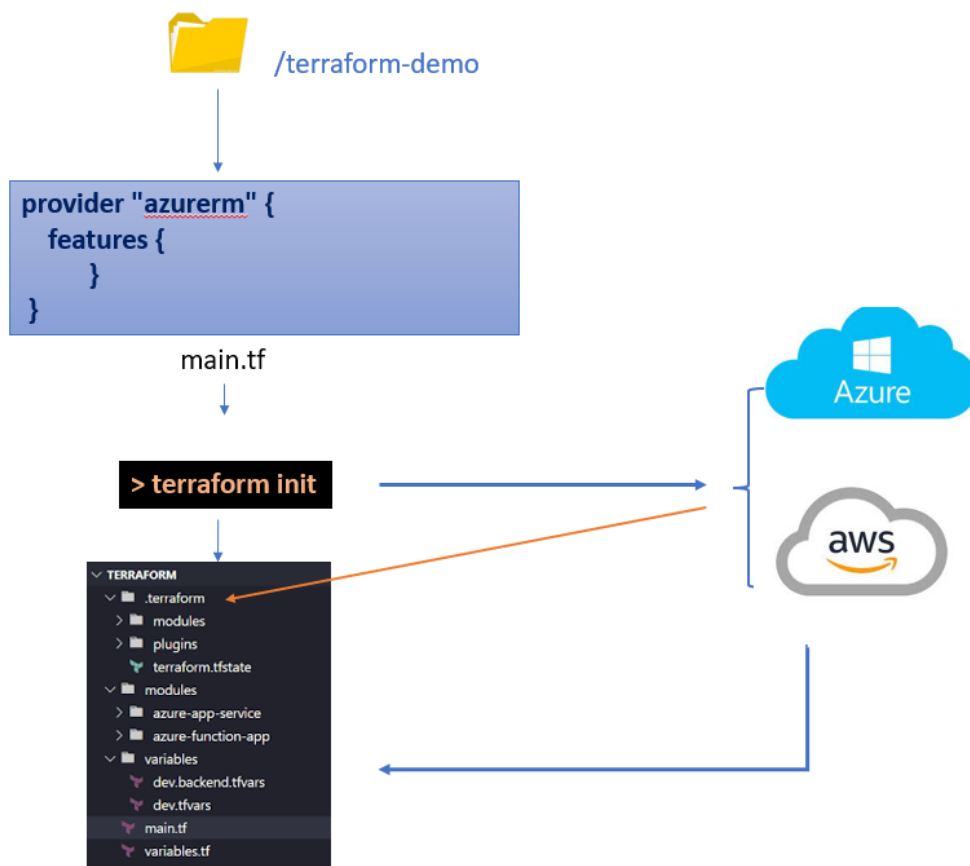 /terraform-demo
provider "azurerm" {
features {
}
}
main.tf
> terraform init
Azure
aws
TERRAFORM
.terraform
modules
plugins
terraform.tfstate
modules
azure-app-service
azure-function-app
variables
dev.backend.tfvars
dev.tfvars
main.tf
variables.tf